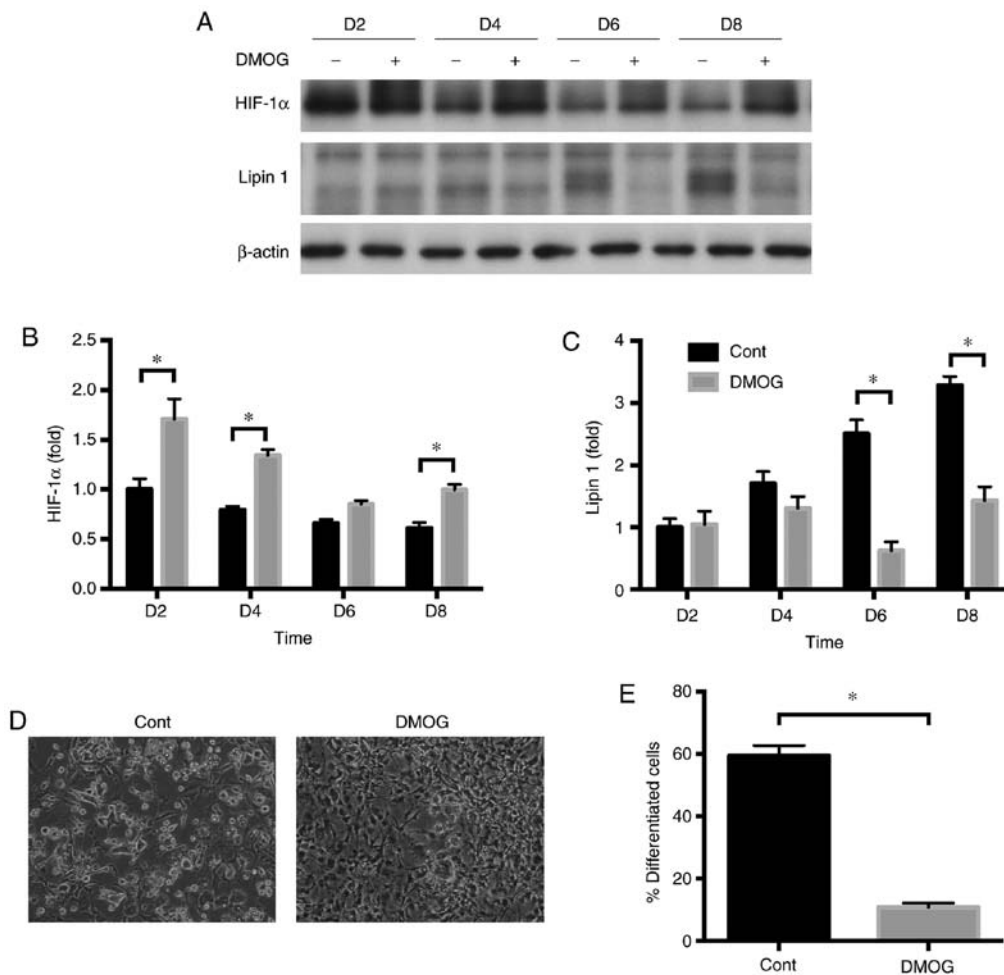 A
D2 D4 D6 D8
DMOG – + – + – + – +
HIF-1α
Lipin 1
β-actin
B
HIF-1α (fold)
2.5
2.0
1.5
1.0
0.5
0.0
* * *
D2 D4 D6 D8
Time
C
Lipin 1 (fold)
4
3
2
1
0
Cont
DMOG
* *
D2 D4 D6 D8
Time
D
Cont DMOG
E
% Differentiated cells
80
60
40
20
0
*
Cont DMOG